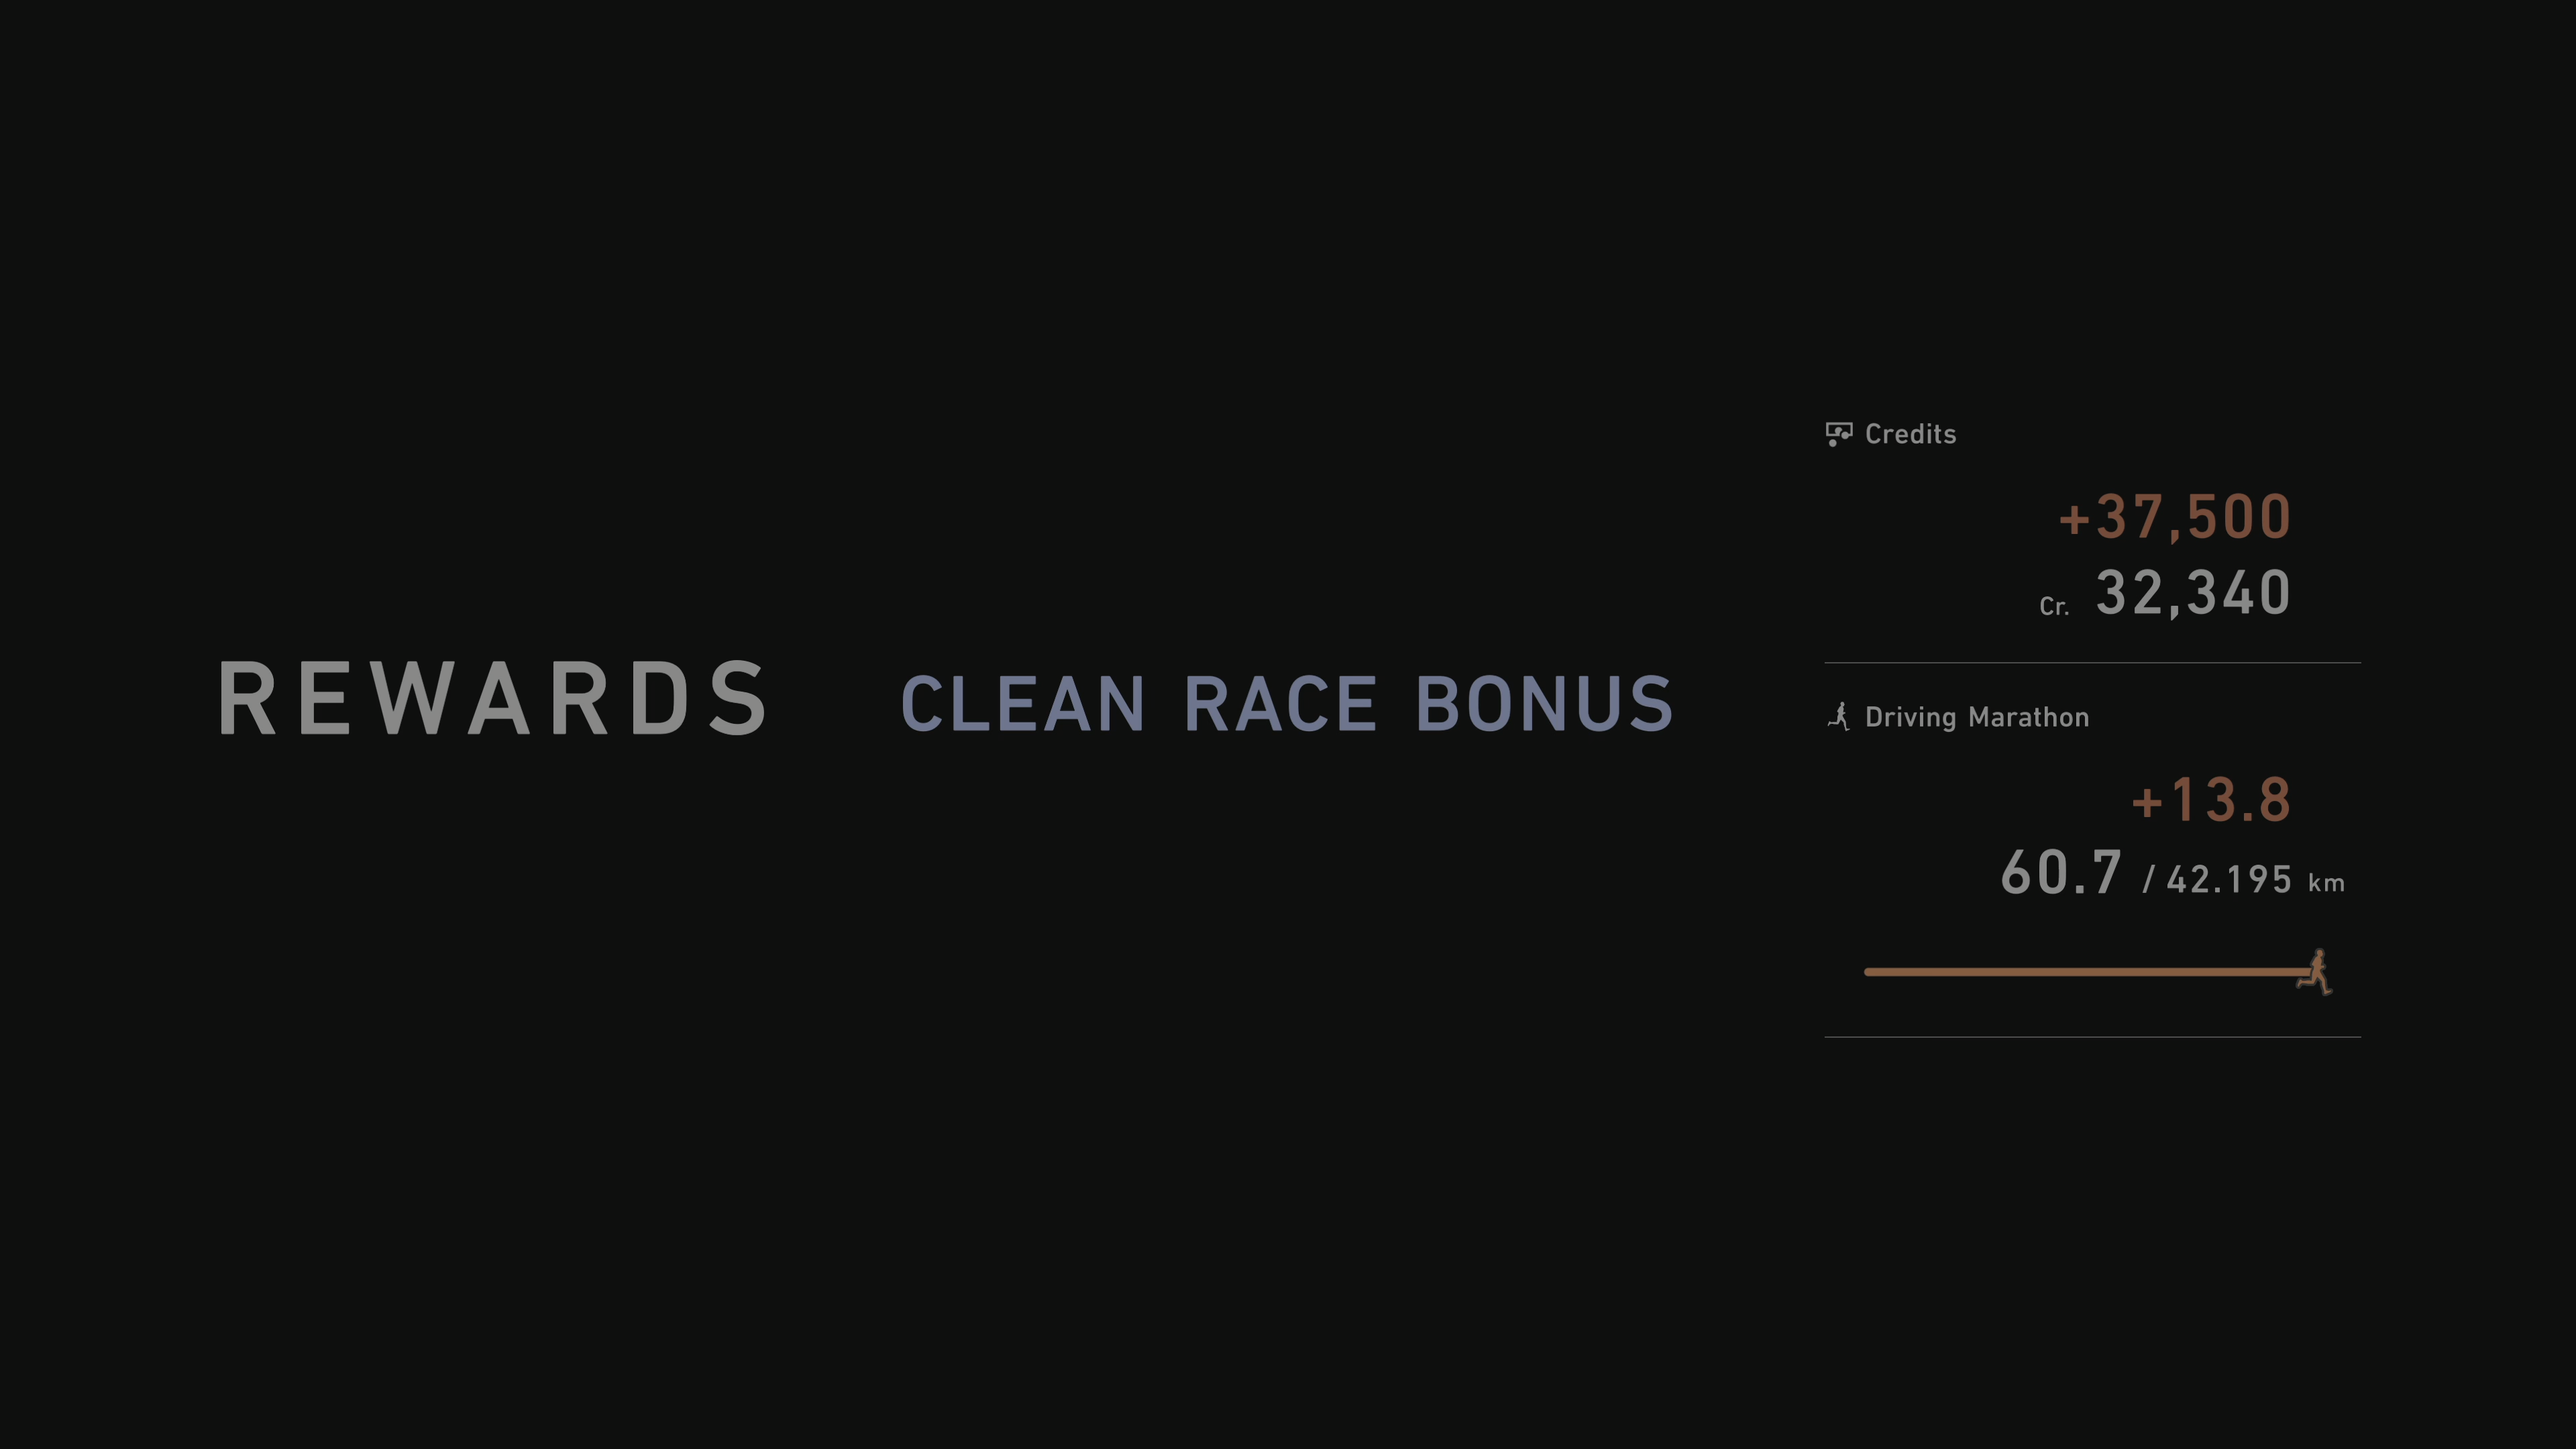 REWARDS
CLEAN RACE BONUS
Credits
+37,500
Cr. 32,340
Driving Marathon
+13.8
60.7 / 42.195 km